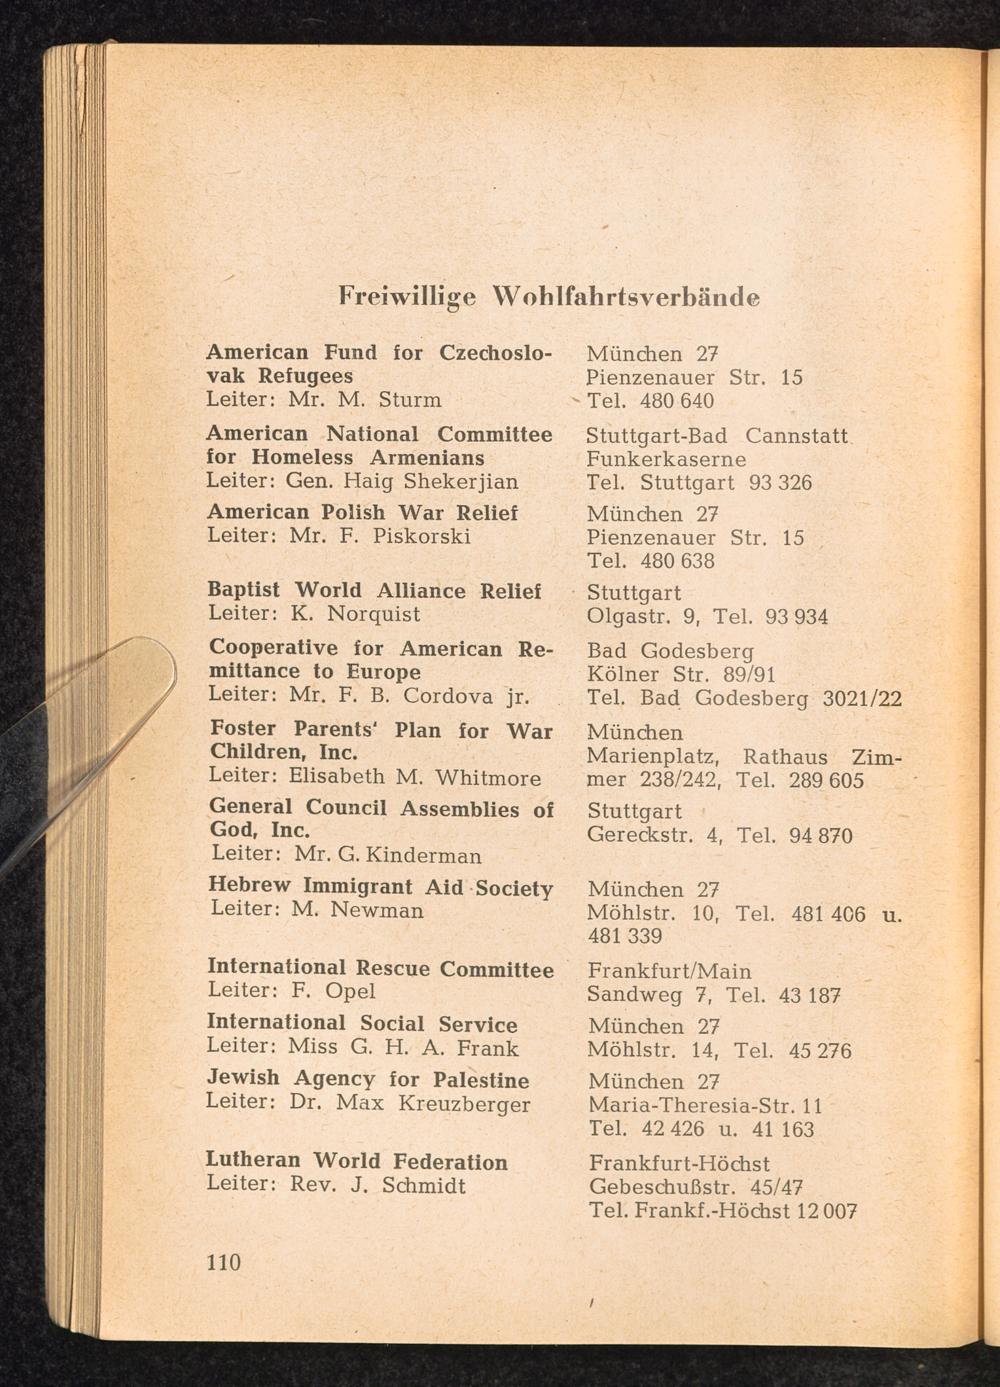 Freiwillige Wohlfahrtsverbände
American Fund for Czechoslo-
vak Refugees
Leiter: Mr. M. Sturm
München 27
Pienzenauer Str. 15
Tel. 480 640
American National Committee
for Homeless Armenians
Leiter: Gen. Haig Shekerjian
Stuttgart-Bad Cannstatt
Funkerkaserne
Tel. Stuttgart 93 326
American Polish War Relief
Leiter: Mr. F. Piskorski
München 27
Pienzenauer Str. 15
Tel. 480 638
Baptist World Alliance Relief
Leiter: K. Norquist
Stuttgart
Olgastr. 9, Tel. 93 934
Cooperative for American Re-
mittance to Europe
Leiter: Mr. F. B. Cordova jr.
Bad Godesberg
Kölner Str. 89/91
Tel. Bad Godesberg 3021/22
Foster Parents' Plan for War
Children, Inc.
Leiter: Elisabeth M. Whitmore
München
Marienplatz, Rathaus Zim-
mer 238/242, Tel. 289 605
General Council Assemblies of
God, Inc.
Leiter: Mr. G. Kinderman
Stuttgart
Gereckstr. 4, Tel. 94 870
Hebrew Immigrant Aid Society
Leiter: M. Newman
München 27
Möhlstr. 10, Tel. 481 406 u.
481 339
International Rescue Committee
Leiter: F. Opel
Frankfurt/Main
Sandweg 7, Tel. 43 187
International Social Service
Leiter: Miss G. H. A. Frank
München 27
Möhlstr. 14, Tel. 45 276
Jewish Agency for Palestine
Leiter: Dr. Max Kreuzberger
München 27
Maria-Theresia-Str. 11
Tel. 42 426 u. 41 163
Lutheran World Federation
Leiter: Rev. J. Schmidt
Frankfurt-Höchst
Gebeschußstr. 45/47
Tel. Frankf.-Höchst 12 007
110